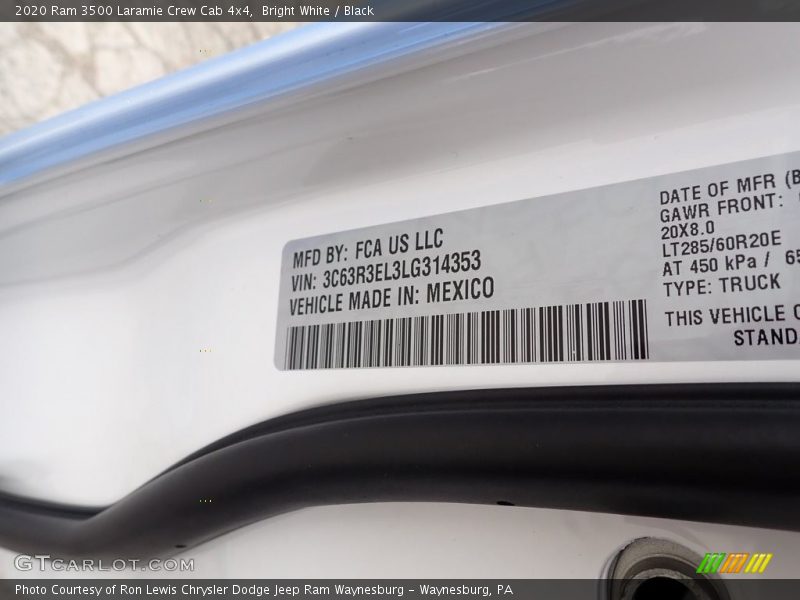 2020 Ram 3500 Laramie Crew Cab 4x4, Bright White / Black
MFD BY: FCA US LLC
VIN: 3C63R3EL3LG314353
VEHICLE MADE IN: MEXICO
DATE OF MFR (B
GAWR FRONT:
20X8.0
LT285/60R20E
AT 450 kPa / 65
TYPE: TRUCK
THIS VEHICLE
STANDA
GTCARLOT.COM
Photo Courtesy of Ron Lewis Chrysler Dodge Jeep Ram Waynesburg - Waynesburg, PA